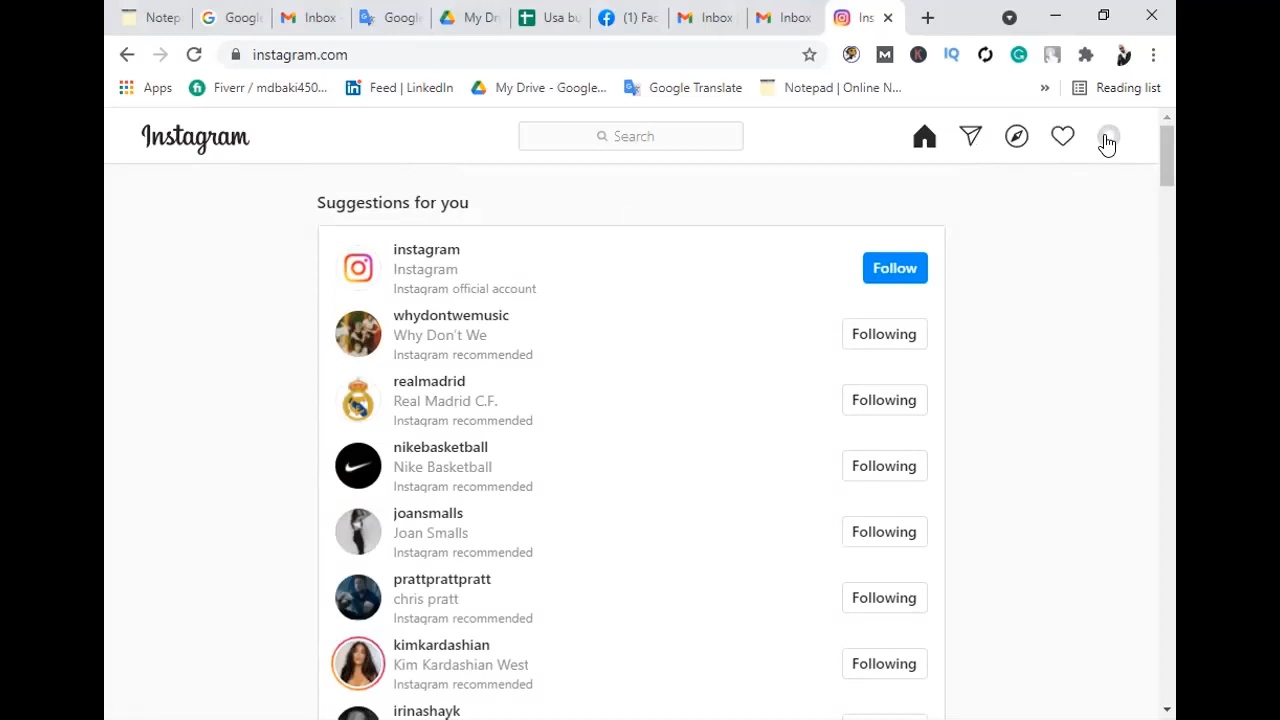 Notep
Googl
Inbox
Googl
My Dr
Usa bu
(1) Fac
Inbox
Inbox
Ins
instagram.com
M
K
IQ
Apps
Fiverr / mdbaki450...
Feed | LinkedIn
My Drive - Google...
Google Translate
Notepad | Online N...
»
Reading list
Instagram
Search
Suggestions for you
instagram
Instagram
Instagram official account
Follow
whydontwemusic
Why Don't We
Instagram recommended
Following
realmadrid
Real Madrid C.F.
Instagram recommended
Following
nikebasketball
Nike Basketball
Instagram recommended
Following
joansmalls
Joan Smalls
Instagram recommended
Following
prattprattpratt
chris pratt
Instagram recommended
Following
kimkardashian
Kim Kardashian West
Instagram recommended
Following
irinashayk